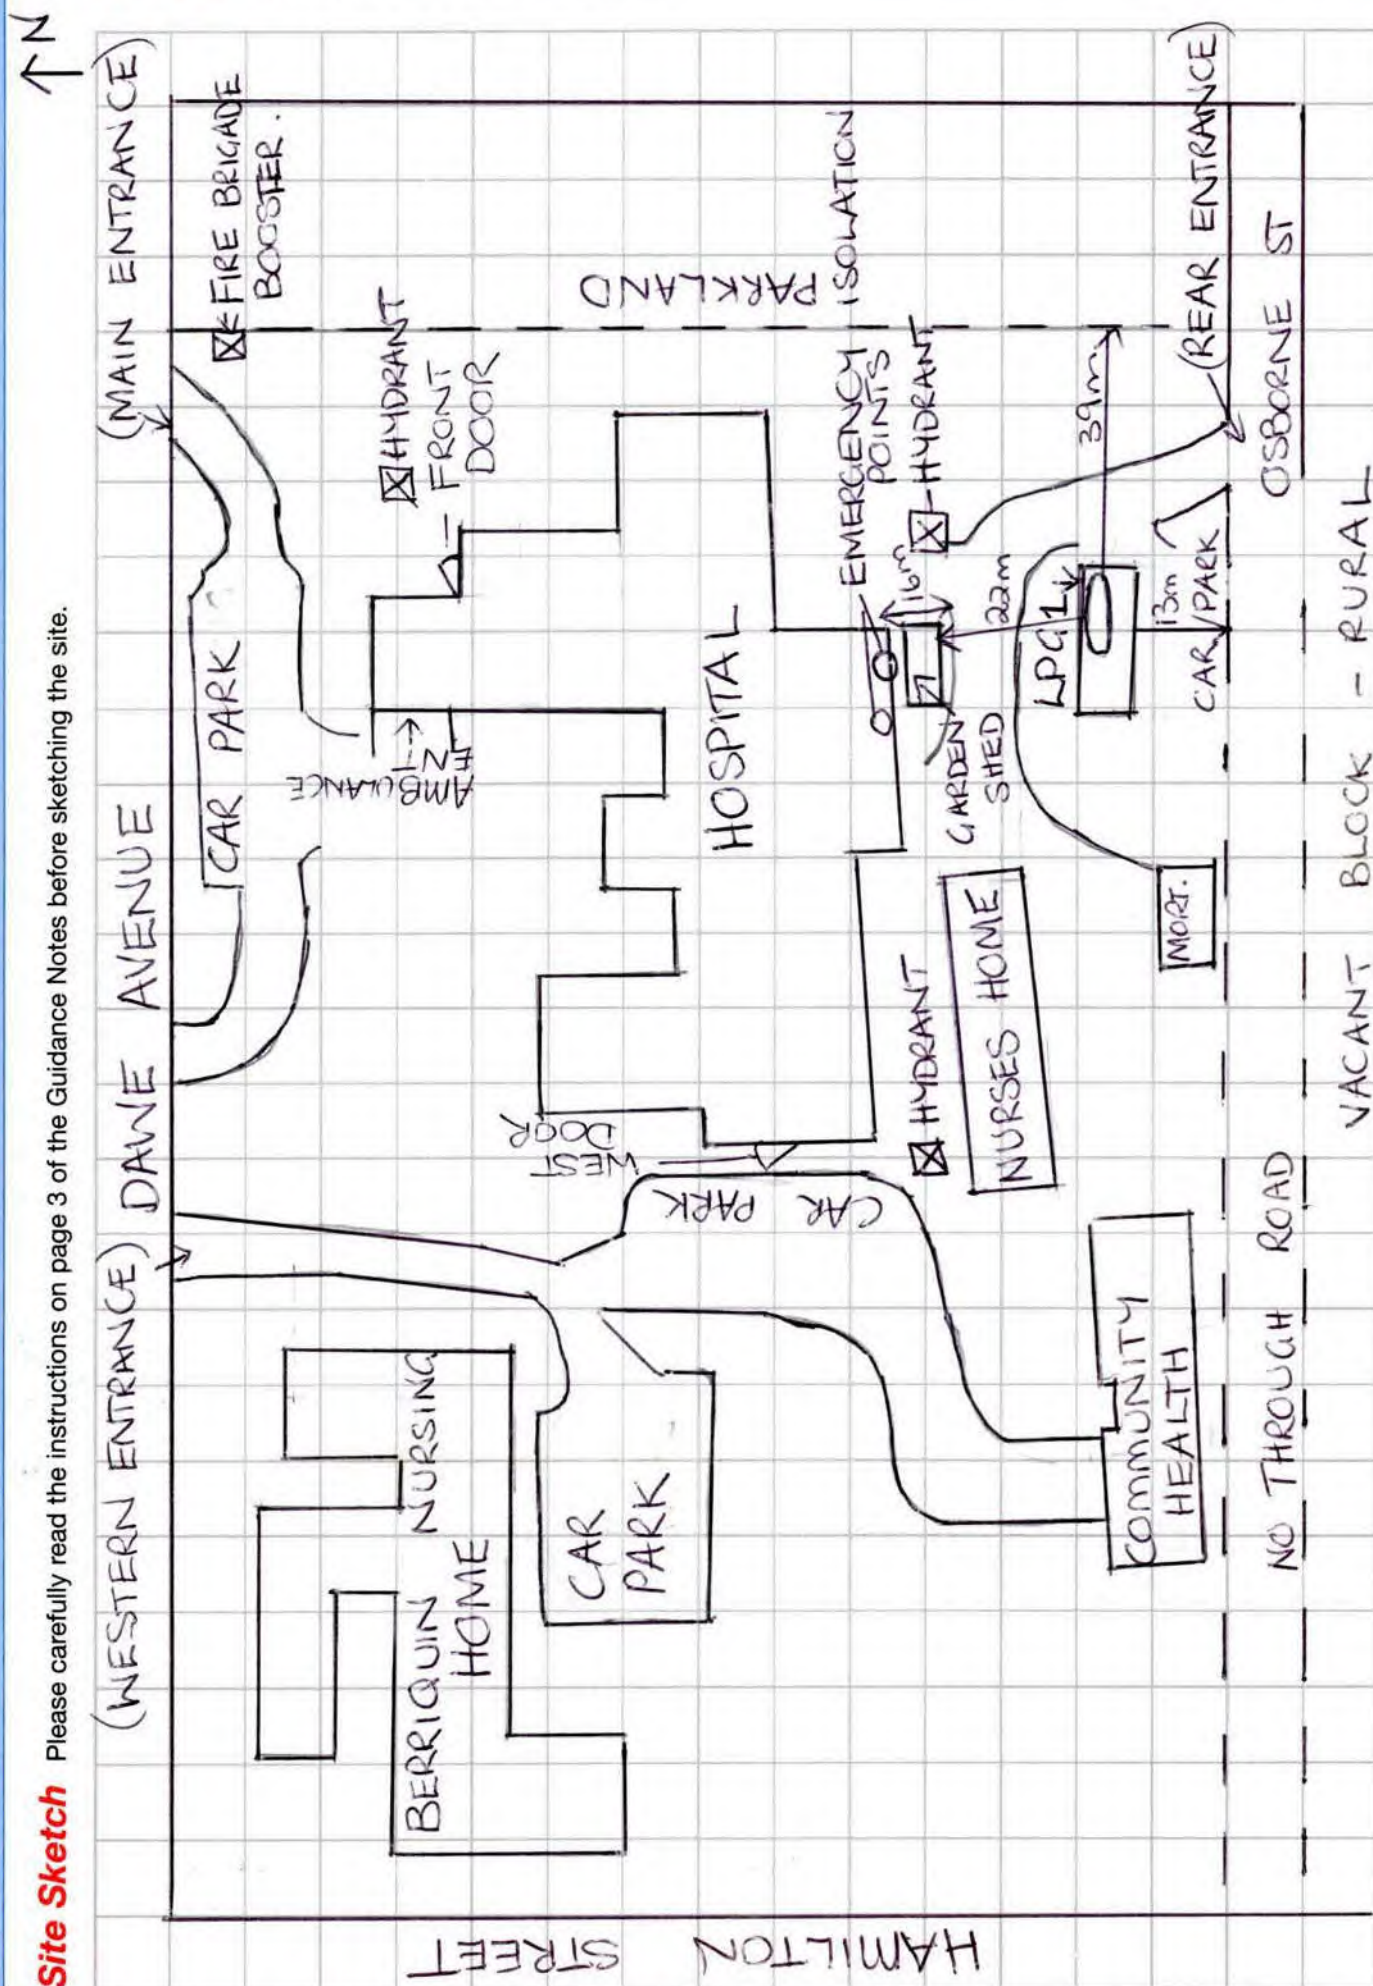 Site Sketch Please carefully read the instructions on page 3 of the Guidance Notes before sketching the site.
N
(WESTERN ENTRANCE)
DAWE AVENUE
(MAIN ENTRANCE)
FIRE BRIGADE
BOOSTER.
CAR PARK
HYDRANT
FRONT
DOOR
AMBULANCE
ENT
BERRIQUIN NURSING
HOME
WEST
DOOR
CAR
PARK
CAR PARK
HOSPITAL
PARKLAND
EMERGENCY ISOLATION
POINTS
16m
HYDRANT
HYDRANT
NURSES HOME
GARDEN
SHED
22m
LPG 1
39m
13m
CAR PARK
(REAR ENTRANCE)
MORT.
COMMUNITY
HEALTH
NO THROUGH ROAD
OSBORNE ST
VACANT BLOCK - RURAL
HAMILTON STREET